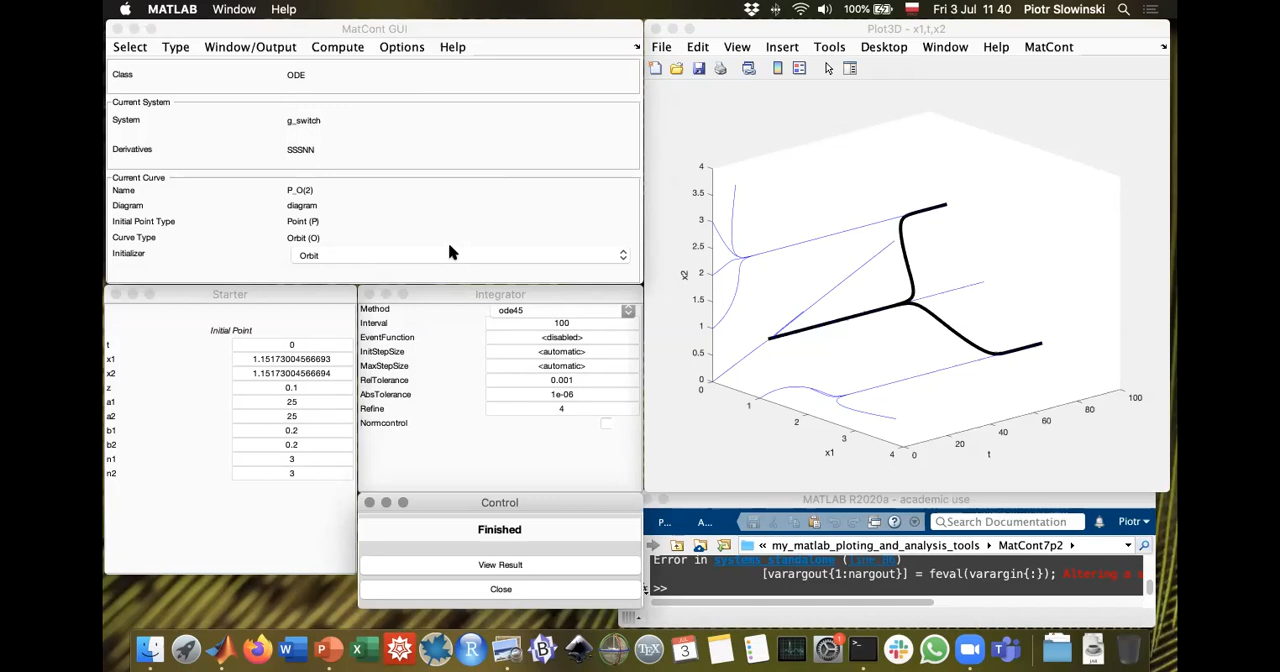 MATLAB Window Help 100% Fri 3 Jul 11 40 Piotr Slowinski
MatCont GUI
Select Type Window/Output Compute Options Help
Class ODE
Current System
System g_switch
Derivatives SSSNN
Current Curve
Name P_O(2)
Diagram diagram
Initial Point Type Point (P)
Curve Type Orbit (O)
Initializer Orbit
Starter
Initial Point
t 0
x1 1.15173004566693
x2 1.15173004566694
z 0.1
a1 25
a2 25
b1 0.2
b2 0.2
n1 3
n2 3
Integrator
Method ode45
Interval 100
EventFunction <disabled>
InitStepSize <automatic>
MaxStepSize <automatic>
RelTolerance 0.001
AbsTolerance 1e-06
Refine 4
Normcontrol
Control
Finished
View Result
Close
Plot3D - x1,t,x2
File Edit View Insert Tools Desktop Window Help MatCont
4
3.5
3
2.5
2
1.5
1
0.5
0
x2
0
1
2
3
4
x1
0
20
40
60
80
100
t
MATLAB R2020a - academic use
P... A... Search Documentation Piotr
« my_matlab_ploting_and_analysis_tools › MatCont7p2 ›
Error in systems_standalone (line 96)
[varargout{1:nargout}] = feval(varargin{:}); Altering a
>>